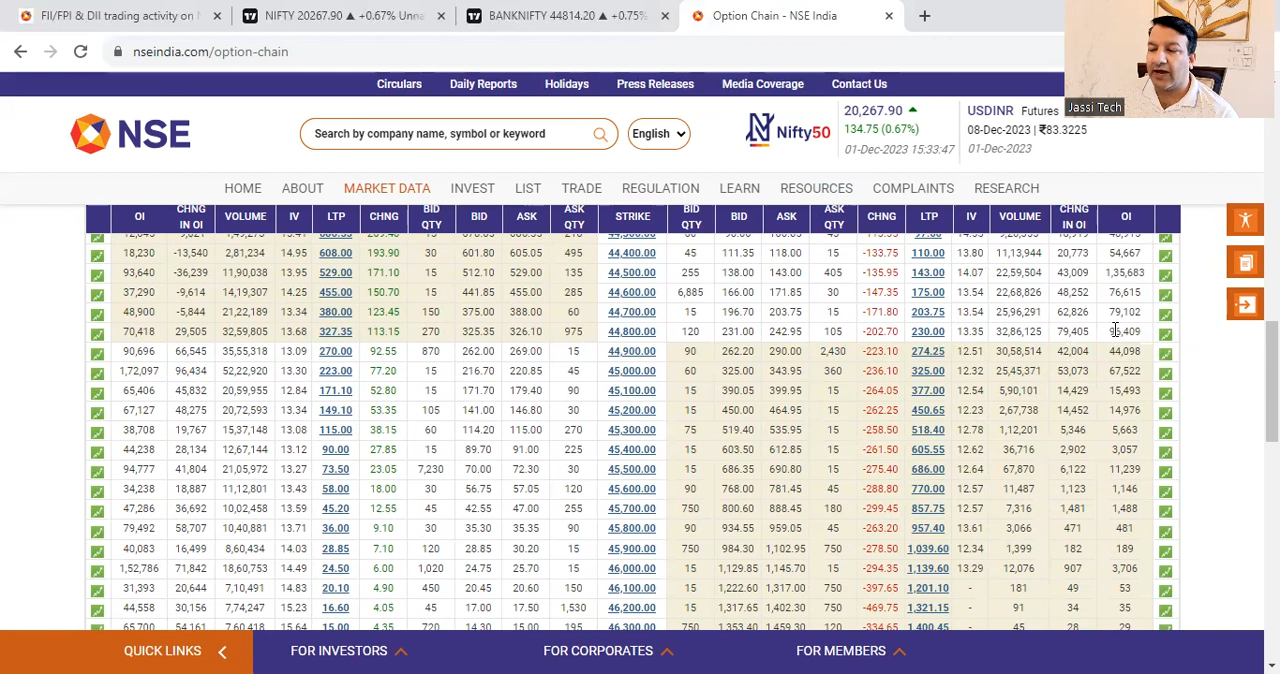 FII/FPI & DII trading activity on N
NIFTY 20267.90 ▲ +0.67% Unna
BANKNIFTY 44814.20 ▲ +0.75%
Option Chain - NSE India
nseindia.com/option-chain
Jassi Tech
Circulars Daily Reports Holidays Press Releases Media Coverage Contact Us
NSE
Search by company name, symbol or keyword
English
Nifty50
20,267.90
134.75 (0.67%)
01-Dec-2023 15:33:47
USDINR Futures
08-Dec-2023 | ₹83.3225
01-Dec-2023
HOME ABOUT MARKET DATA INVEST LIST TRADE REGULATION LEARN RESOURCES COMPLAINTS RESEARCH
OI CHNG IN OI VOLUME IV LTP CHNG BID QTY BID ASK ASK QTY STRIKE BID QTY BID ASK ASK QTY CHNG LTP IV VOLUME CHNG IN OI OI
18,230 -13,540 2,81,234 14.95 608.00 193.90 30 601.80 605.05 495 44,400.00 45 111.35 118.00 15 -133.75 110.00 13.80 11,13,944 20,773 54,667
93,640 -36,239 11,90,038 13.95 529.00 171.10 15 512.10 529.00 135 44,500.00 255 138.00 143.00 405 -135.95 143.00 14.07 22,59,504 43,009 1,35,683
37,290 -9,614 14,19,307 14.25 455.00 150.70 15 441.85 455.00 285 44,600.00 6,885 166.00 171.85 30 -147.35 175.00 13.54 22,68,826 48,252 76,615
48,900 -5,844 21,22,189 13.34 380.00 123.45 150 375.00 388.00 60 44,700.00 15 196.70 203.75 15 -171.80 203.75 13.54 25,96,291 62,826 79,102
70,418 29,505 32,59,805 13.68 327.35 113.15 270 325.35 326.10 975 44,800.00 120 231.00 242.95 105 -202.70 230.00 13.35 32,86,125 79,405
90,696 66,545 35,55,318 13.09 270.00 92.55 870 262.00 269.00 15 44,900.00 90 262.20 290.00 2,430 -223.10 274.25 12.51 30,58,514 42,004 44,098
1,72,097 96,434 52,22,920 13.30 223.00 77.20 15 216.70 220.85 45 45,000.00 60 325.00 343.95 360 -236.10 325.00 12.32 25,45,371 53,073 67,522
65,406 45,832 20,59,955 12.84 171.10 52.80 15 171.70 179.40 90 45,100.00 15 390.05 399.95 15 -264.05 377.00 12.54 5,90,101 14,429 15,493
67,127 48,275 20,72,593 13.34 149.10 53.35 105 141.00 146.80 30 45,200.00 15 450.00 464.95 15 -262.25 450.65 12.23 2,67,738 14,452 14,976
38,708 19,767 15,37,148 13.08 115.00 38.15 60 114.20 115.00 270 45,300.00 75 519.40 535.95 15 -258.50 518.40 12.78 1,12,201 5,346 5,663
44,238 28,134 12,67,144 13.12 90.00 27.85 15 89.70 91.00 225 45,400.00 15 603.50 612.85 15 -261.50 605.55 12.62 36,716 2,902 3,057
94,777 41,804 21,05,972 13.27 73.50 23.05 7,230 70.00 72.30 30 45,500.00 15 686.35 690.80 15 -275.40 686.00 12.64 67,870 6,122 11,239
34,238 18,887 11,12,801 13.43 58.00 18.00 30 56.75 57.05 120 45,600.00 90 768.00 781.45 45 -288.80 770.00 12.57 11,487 1,123 1,146
47,286 36,692 10,02,458 13.59 45.20 12.55 45 42.55 47.00 255 45,700.00 750 800.60 888.45 180 -299.45 857.75 12.57 7,316 1,481 1,488
79,492 58,707 10,40,881 13.71 36.00 9.10 30 35.30 35.35 90 45,800.00 15 934.55 959.05 45 -263.20 957.40 13.61 3,066 471 481
40,083 16,499 8,60,434 14.03 28.85 7.10 120 28.85 30.20 15 45,900.00 750 984.30 1,102.95 750 -278.50 1,039.60 12.34 1,399 182 189
1,52,786 71,842 18,60,753 14.49 24.50 6.00 1,020 24.75 25.70 15 46,000.00 15 1,129.85 1,145.70 15 -294.35 1,139.60 13.29 12,076 907 3,706
31,393 20,644 7,10,491 14.83 20.10 4.90 450 20.45 20.60 150 46,100.00 15 1,222.60 1,317.00 750 -397.65 1,201.10 - 181 49 53
44,558 30,156 7,74,247 15.23 16.60 4.05 45 17.00 17.50 1,530 46,200.00 15 1,317.65 1,402.30 750 -469.75 1,321.15 - 91 34 35
65,700 54,161 7,60,418 15.64 15.00 4.35 720 14.30 15.00 195 46,300.00 750 1,353.40 1,459.30 120 -334.65 1,400.45 - 45 28 29
QUICK LINKS FOR INVESTORS FOR CORPORATES FOR MEMBERS